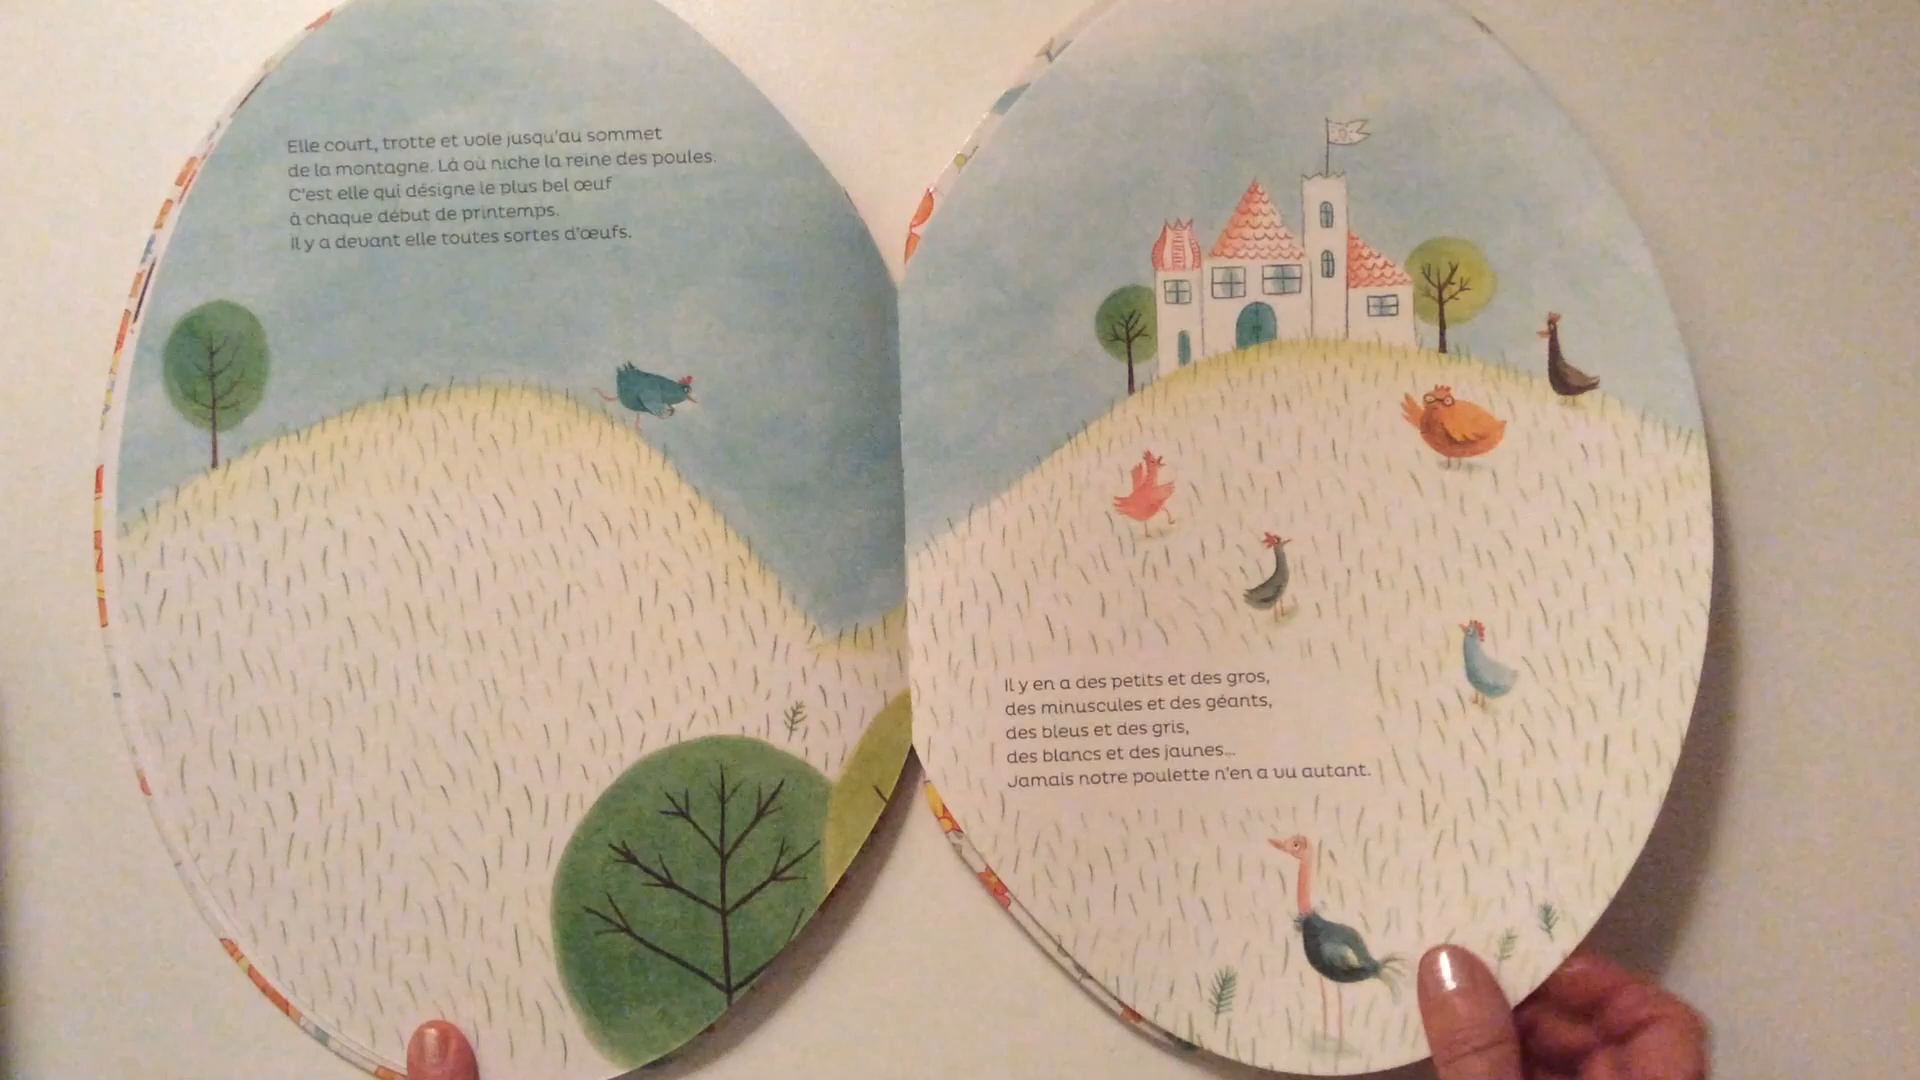 Elle court, trotte et vole jusqu'au sommet
de la montagne. Là où niche la reine des poules.
C'est elle qui désigne le plus bel œuf
à chaque début de printemps.
Il y a devant elle toutes sortes d'œufs.
Il y en a des petits et des gros,
des minuscules et des géants,
des bleus et des gris,
des blancs et des jaunes...
Jamais notre poulette n'en a vu autant.